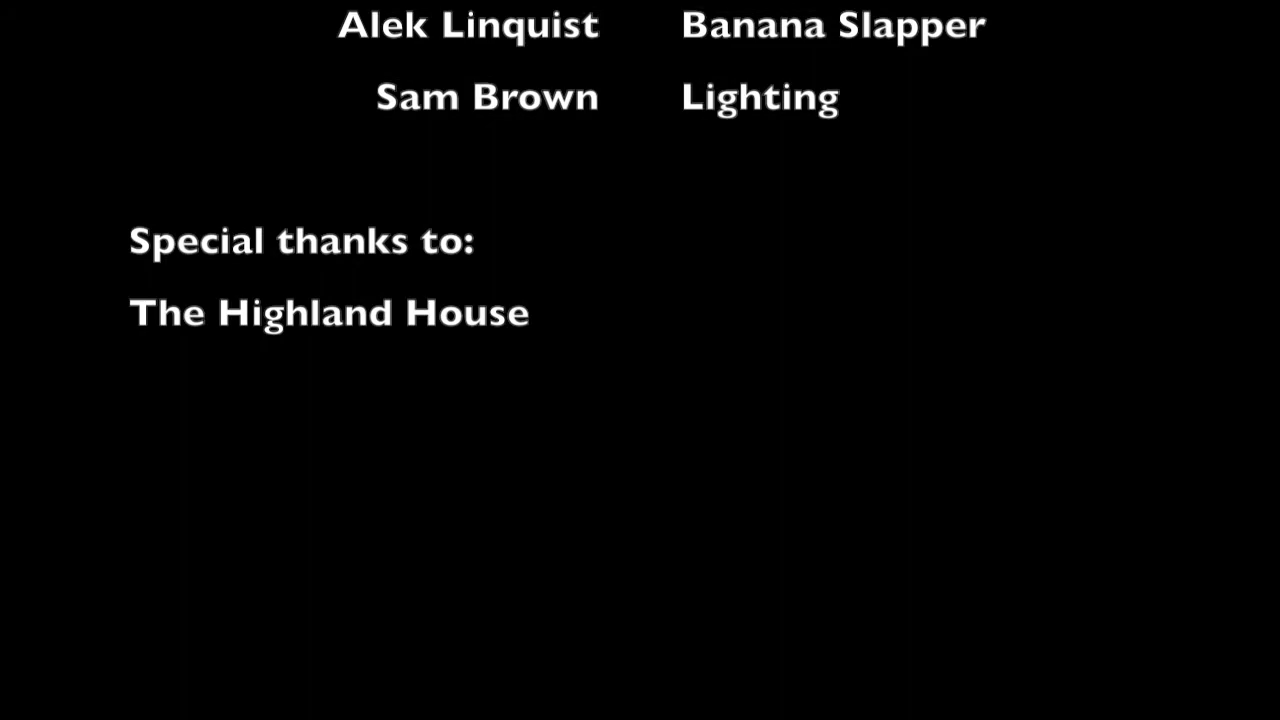 Alek Linquist Banana Slapper
Sam Brown Lighting
Special thanks to:
The Highland House